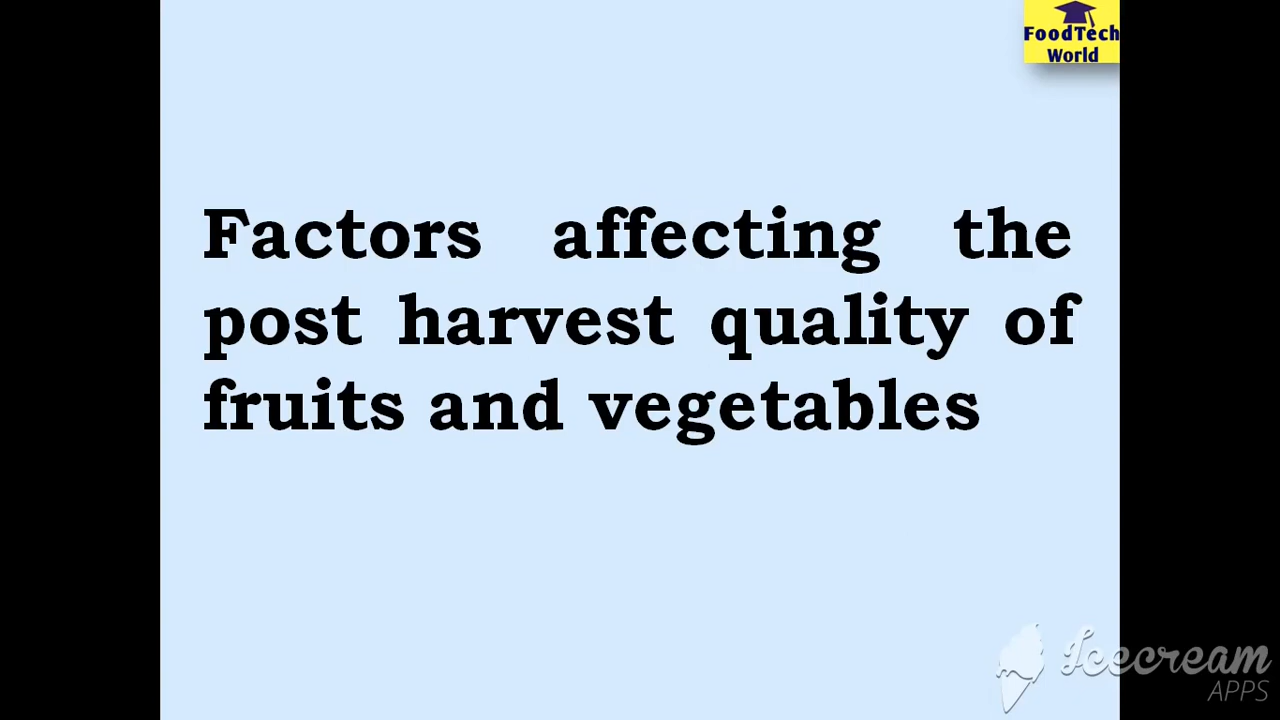 FoodTech
World
Factors affecting the
post harvest quality of
fruits and vegetables
Icecream
APPS